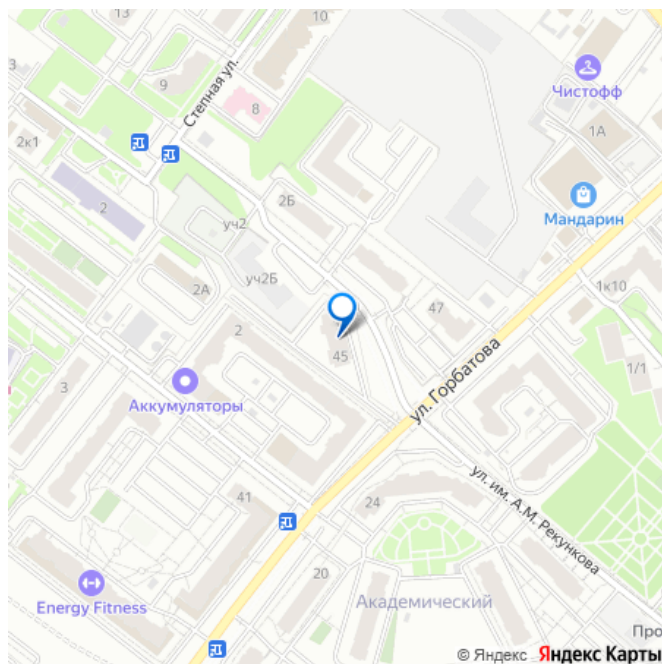 13
10
9
Степная ул.
8
Чистофф
1А
2к1
2
2Б
Мандарин
уч2
уч2Б
2А
1к10
47
2
45
1/1
ул. Горбатова
3
Аккумуляторы
41
24
ул. им. А.М. Рекункова
20
Energy Fitness
Академический
Про
© Яндекс Яндекс Карты